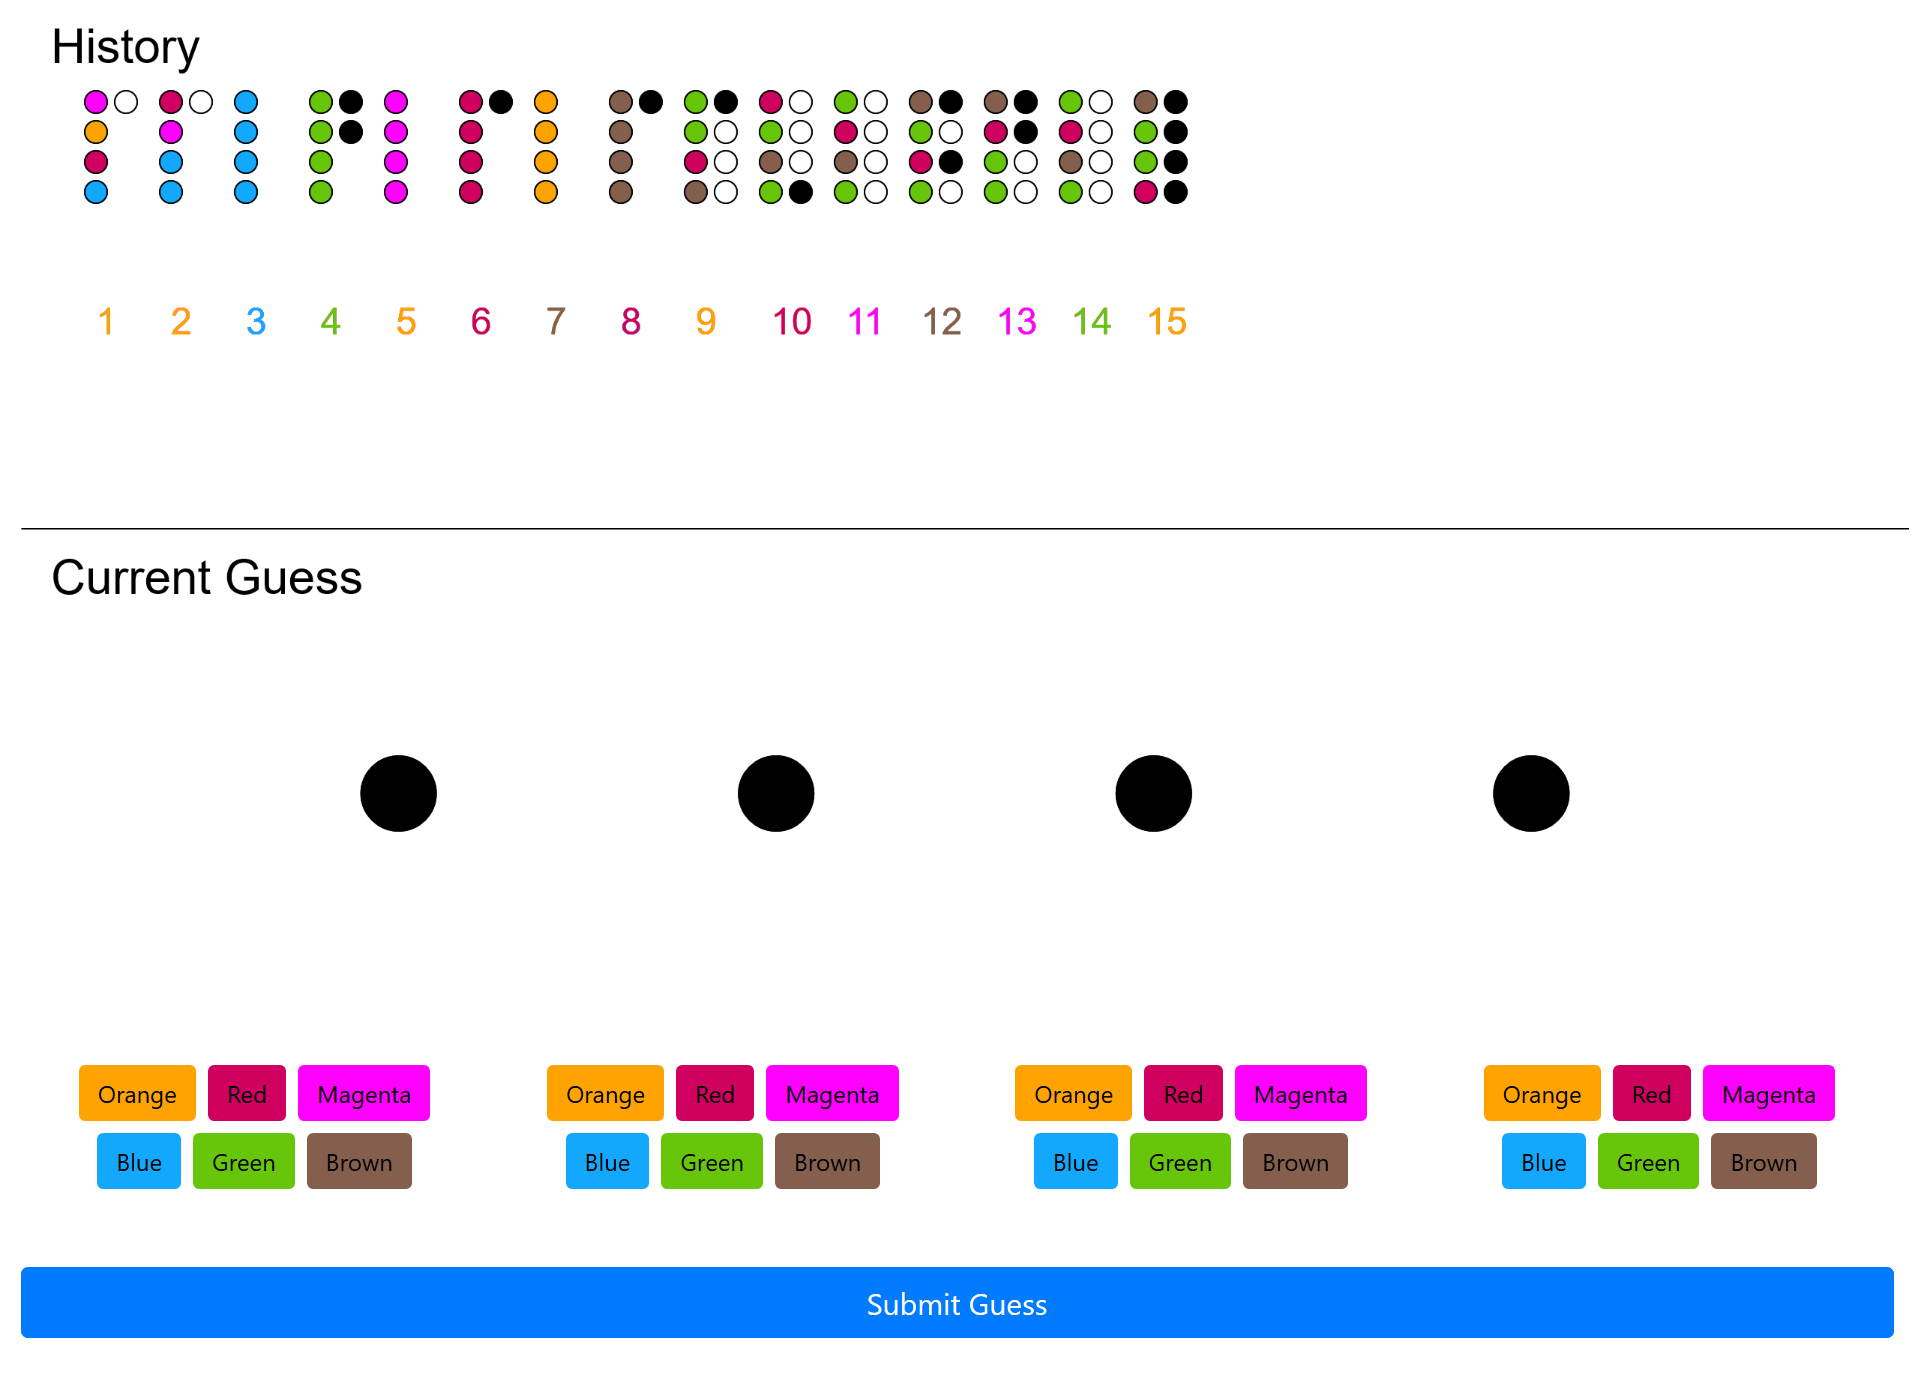 History
1 2 3 4 5 6 7 8 9 10 11 12 13 14 15
Current Guess
Orange Red Magenta Orange Red Magenta Orange Red Magenta Orange Red Magenta
Blue Green Brown Blue Green Brown Blue Green Brown Blue Green Brown
Submit Guess